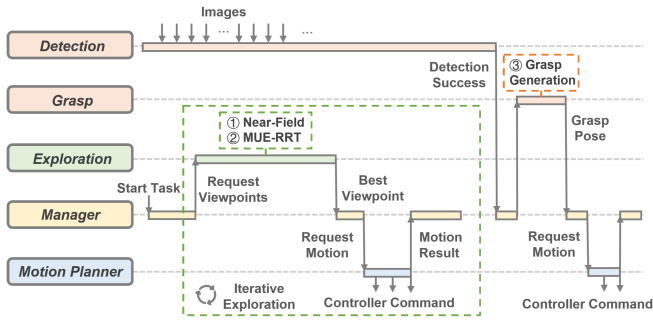 Images
... ...
Detection
③ Grasp
Generation
Detection
Success
Grasp
Grasp
Pose
① Near-Field
② MUE-RRT
Exploration
Start Task
Request
Viewpoints
Best
Viewpoint
Manager
Request
Motion
Motion
Result
Request
Motion
Motion Planner
Iterative
Exploration
Controller Command
Controller Command